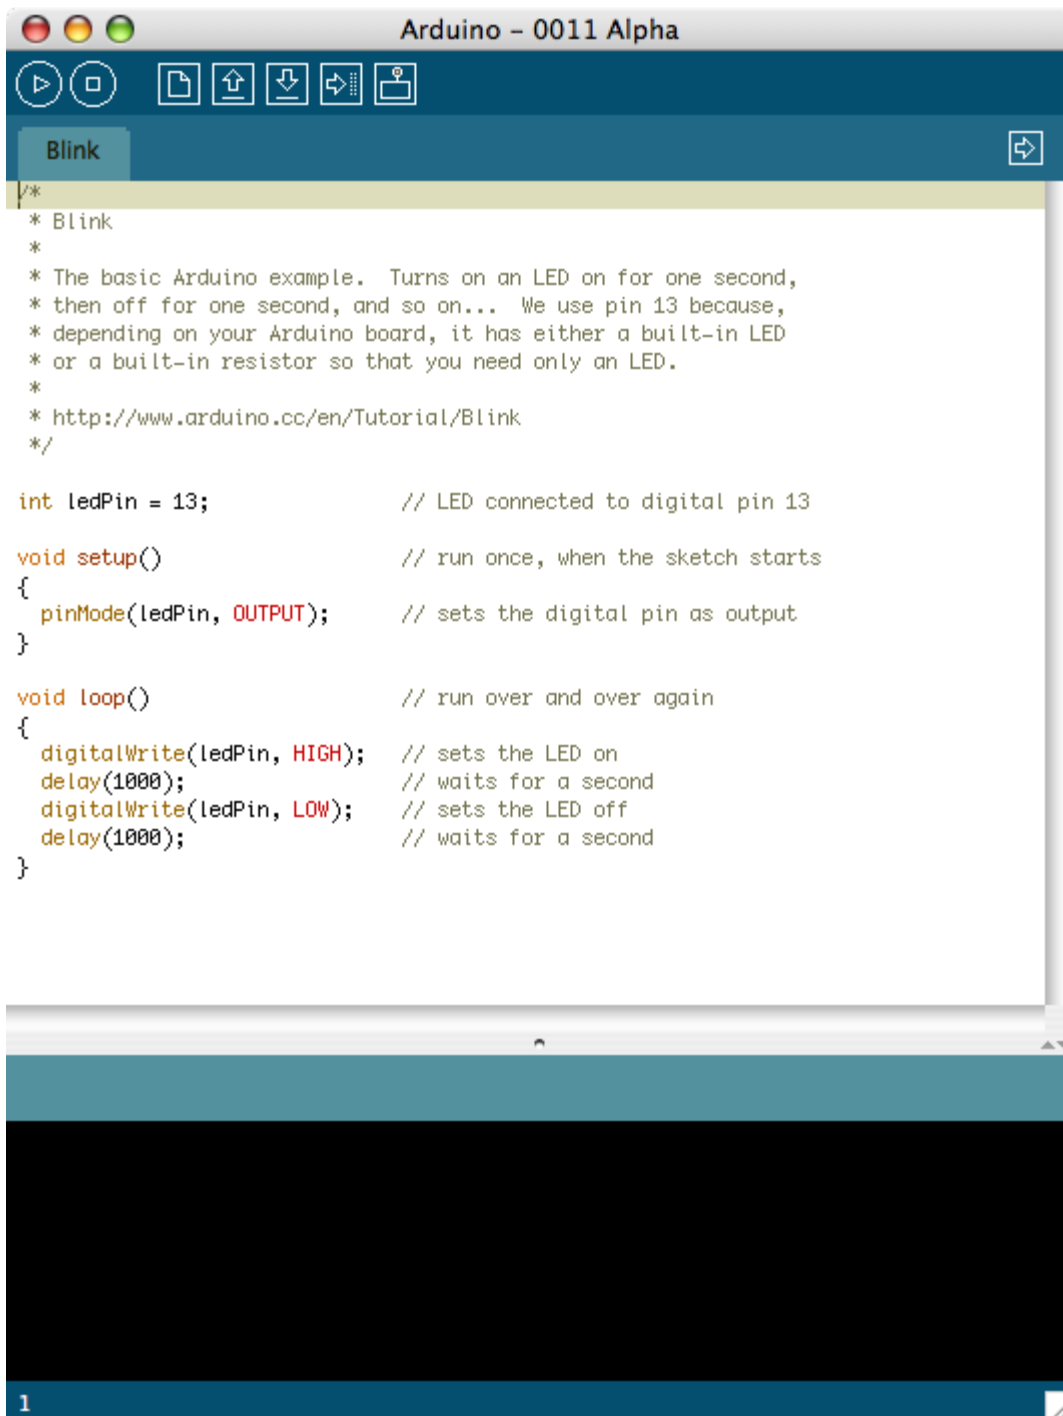 Arduino – 0011 Alpha
Blink
/*
 * Blink
 *
 * The basic Arduino example.  Turns on an LED on for one second,
 * then off for one second, and so on...  We use pin 13 because,
 * depending on your Arduino board, it has either a built-in LED
 * or a built-in resistor so that you need only an LED.
 *
 * http://www.arduino.cc/en/Tutorial/Blink
 */
int ledPin = 13;                // LED connected to digital pin 13
void setup()                    // run once, when the sketch starts
{
  pinMode(ledPin, OUTPUT);      // sets the digital pin as output
}
void loop()                     // run over and over again
{
  digitalWrite(ledPin, HIGH);   // sets the LED on
  delay(1000);                  // waits for a second
  digitalWrite(ledPin, LOW);    // sets the LED off
  delay(1000);                  // waits for a second
}
1